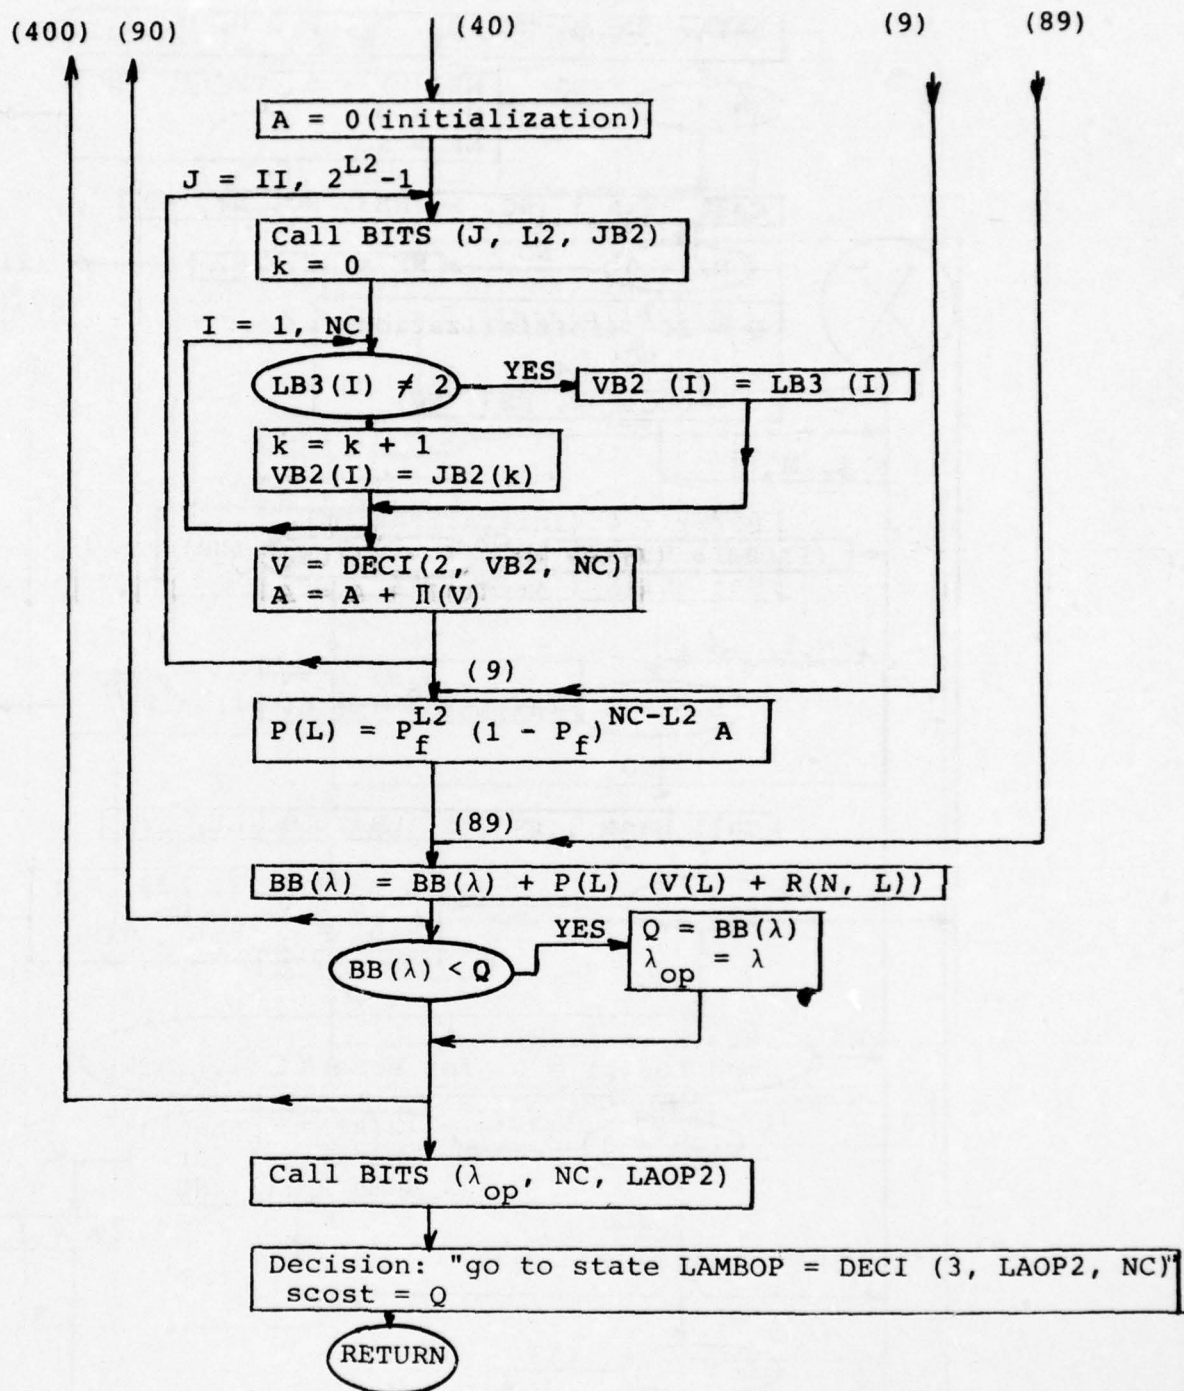 (400) (90) (40) (9) (89)
A = 0(initialization)
J = II, 2^L2-1
Call BITS (J, L2, JB2)
k = 0
I = 1, NC
LB3(I) ≠ 2
YES
VB2 (I) = LB3 (I)
k = k + 1
VB2(I) = JB2(k)
V = DECI(2, VB2, NC)
A = A + Π(V)
(9)
P(L) = P_f^L2 (1 - P_f)^NC-L2 A
(89)
BB(λ) = BB(λ) + P(L) (V(L) + R(N, L))
BB(λ) < Q
YES
Q = BB(λ)
λ_op = λ
Call BITS (λ_op, NC, LAOP2)
Decision: "go to state LAMBOP = DECI (3, LAOP2, NC)"
scost = Q
RETURN